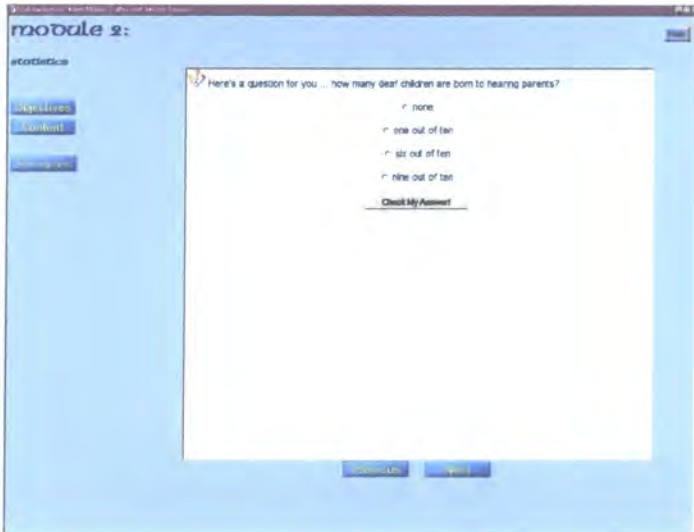 module 2:
statistics
Objectives
Content
Here's a question for you ... how many deaf children are born to hearing parents?
none
one out of ten
six out of ten
nine out of ten
Check My Answer!
Next